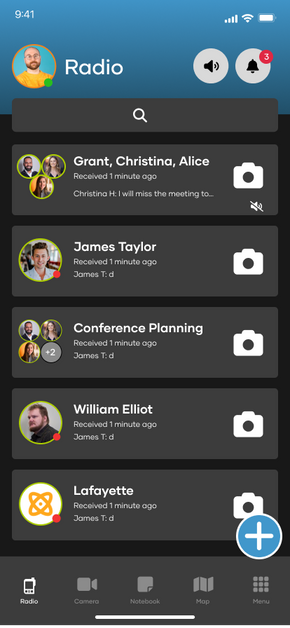 9:41
Radio
3
Grant, Christina, Alice
Received 1 minute ago
Christina H: I will miss the meeting to...
James Taylor
Received 1 minute ago
James T: d
Conference Planning
Received 1 minute ago
+2
James T: d
William Elliot
Received 1 minute ago
James T: d
Lafayette
Received 1 minute ago
James T: d
Radio
Camera
Notebook
Map
Menu